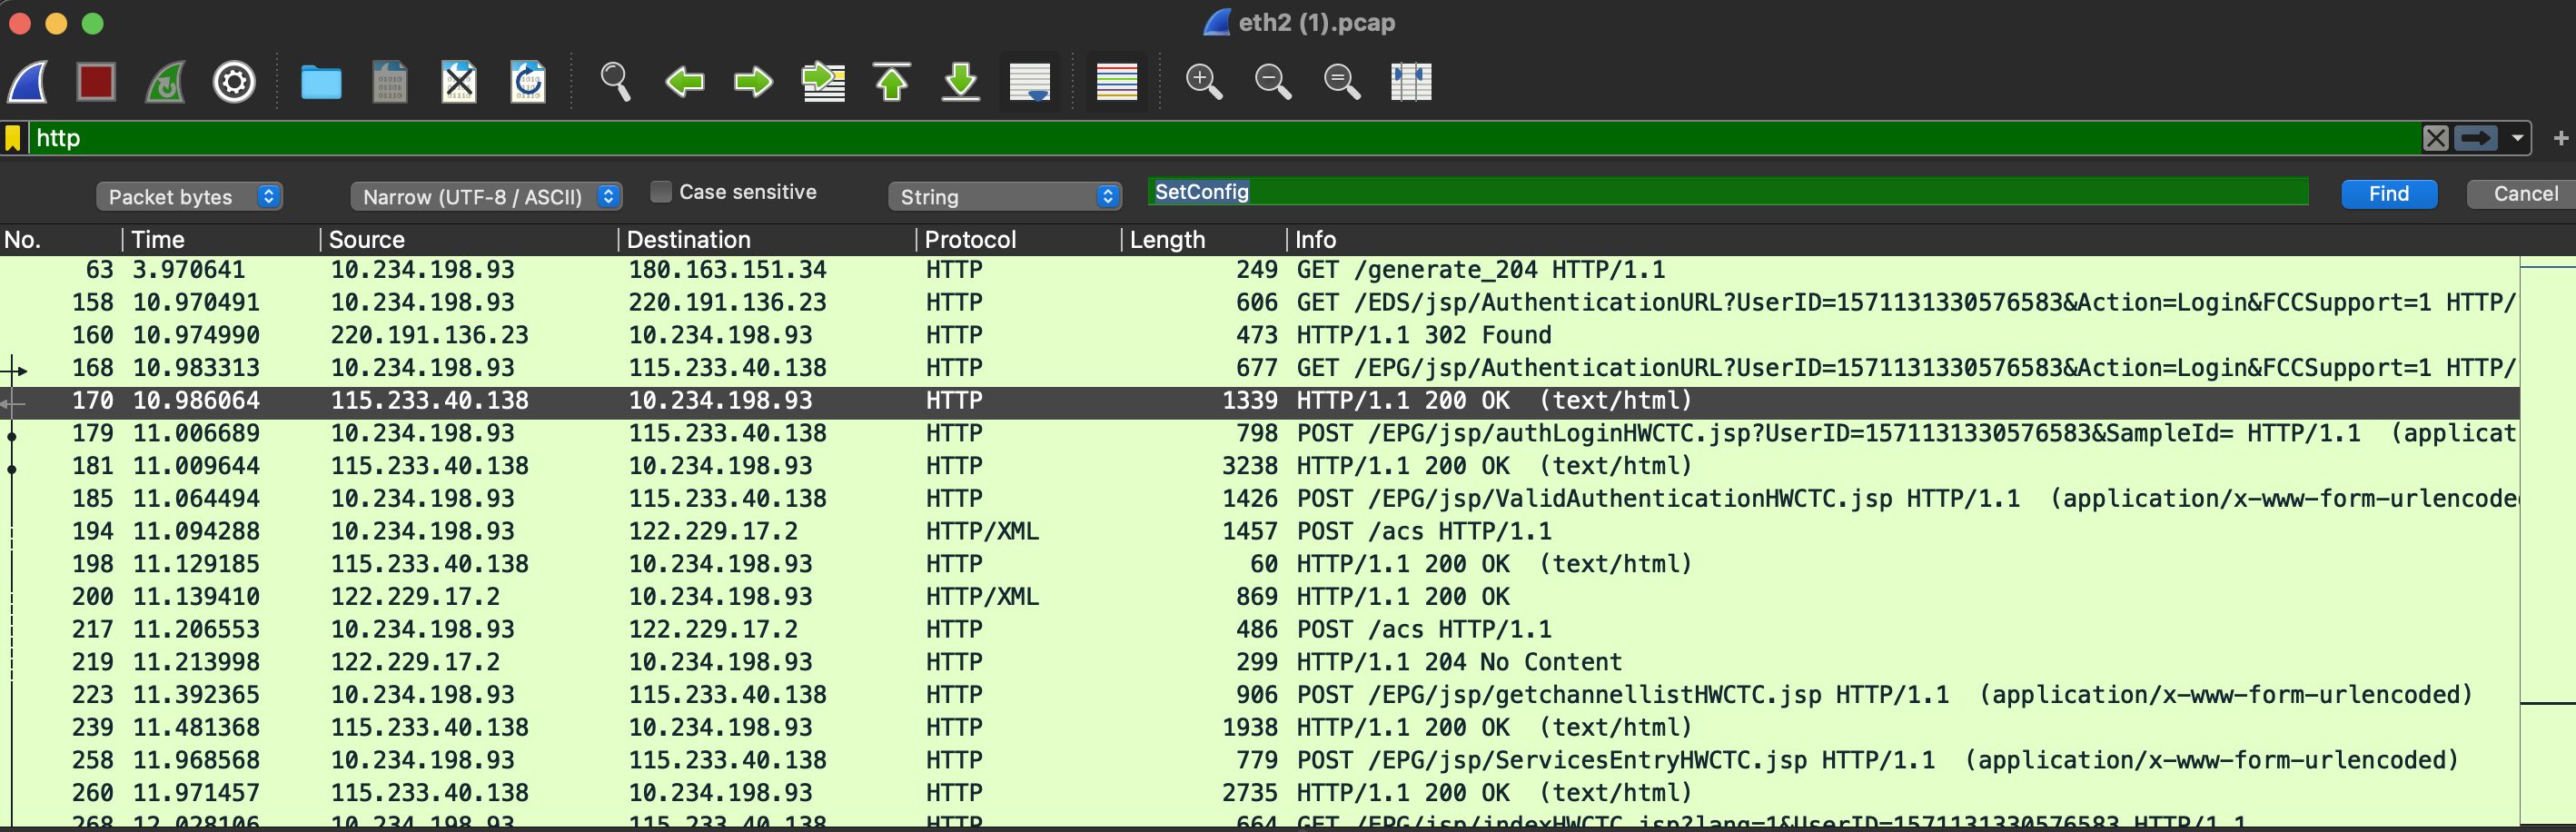 eth2 (1).pcap
http
Packet bytes Narrow (UTF-8 / ASCII) Case sensitive String SetConfig Find Cancel
No. Time Source Destination Protocol Length Info
63 3.970641 10.234.198.93 180.163.151.34 HTTP 249 GET /generate_204 HTTP/1.1
158 10.970491 10.234.198.93 220.191.136.23 HTTP 606 GET /EDS/jsp/AuthenticationURL?UserID=1571131330576583&Action=Login&FCCSupport=1 HTTP/
160 10.974990 220.191.136.23 10.234.198.93 HTTP 473 HTTP/1.1 302 Found
168 10.983313 10.234.198.93 115.233.40.138 HTTP 677 GET /EPG/jsp/AuthenticationURL?UserID=1571131330576583&Action=Login&FCCSupport=1 HTTP/
170 10.986064 115.233.40.138 10.234.198.93 HTTP 1339 HTTP/1.1 200 OK (text/html)
179 11.006689 10.234.198.93 115.233.40.138 HTTP 798 POST /EPG/jsp/authLoginHWCTC.jsp?UserID=1571131330576583&SampleId= HTTP/1.1 (applicat
181 11.009644 115.233.40.138 10.234.198.93 HTTP 3238 HTTP/1.1 200 OK (text/html)
185 11.064494 10.234.198.93 115.233.40.138 HTTP 1426 POST /EPG/jsp/ValidAuthenticationHWCTC.jsp HTTP/1.1 (application/x-www-form-urlencode
194 11.094288 10.234.198.93 122.229.17.2 HTTP/XML 1457 POST /acs HTTP/1.1
198 11.129185 115.233.40.138 10.234.198.93 HTTP 60 HTTP/1.1 200 OK (text/html)
200 11.139410 122.229.17.2 10.234.198.93 HTTP/XML 869 HTTP/1.1 200 OK
217 11.206553 10.234.198.93 122.229.17.2 HTTP 486 POST /acs HTTP/1.1
219 11.213998 122.229.17.2 10.234.198.93 HTTP 299 HTTP/1.1 204 No Content
223 11.392365 10.234.198.93 115.233.40.138 HTTP 906 POST /EPG/jsp/getchannellistHWCTC.jsp HTTP/1.1 (application/x-www-form-urlencoded)
239 11.481368 115.233.40.138 10.234.198.93 HTTP 1938 HTTP/1.1 200 OK (text/html)
258 11.968568 10.234.198.93 115.233.40.138 HTTP 779 POST /EPG/jsp/ServicesEntryHWCTC.jsp HTTP/1.1 (application/x-www-form-urlencoded)
260 11.971457 115.233.40.138 10.234.198.93 HTTP 2735 HTTP/1.1 200 OK (text/html)
268 12.028106 10.234.198.93 115.233.40.138 HTTP 664 GET /EPG/jsp/indexHWCTC.jsp?lang=1&UserID=1571131330576583 HTTP/1.1